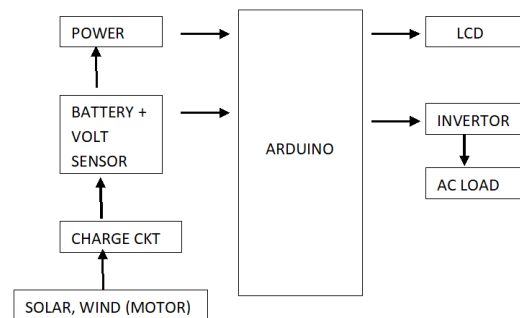 POWER
LCD
BATTERY +
VOLT
SENSOR
ARDUINO
INVERTOR
AC LOAD
CHARGE CKT
SOLAR, WIND (MOTOR)